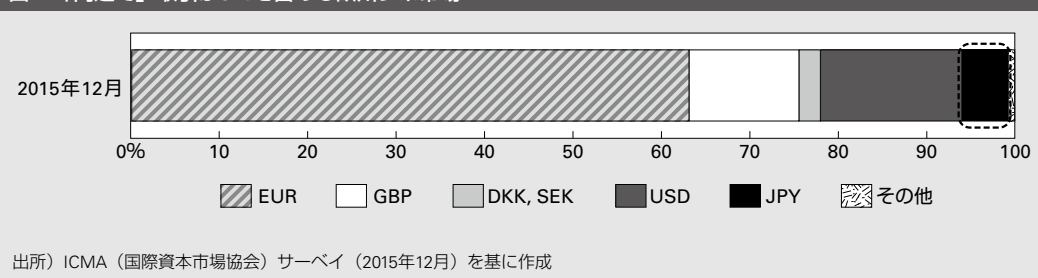 2015年12月
0% 10 20 30 40 50 60 70 80 90 100
EUR GBP DKK, SEK USD JPY その他
出所）ICMA（国際資本市場協会）サーベイ（2015年12月）を基に作成